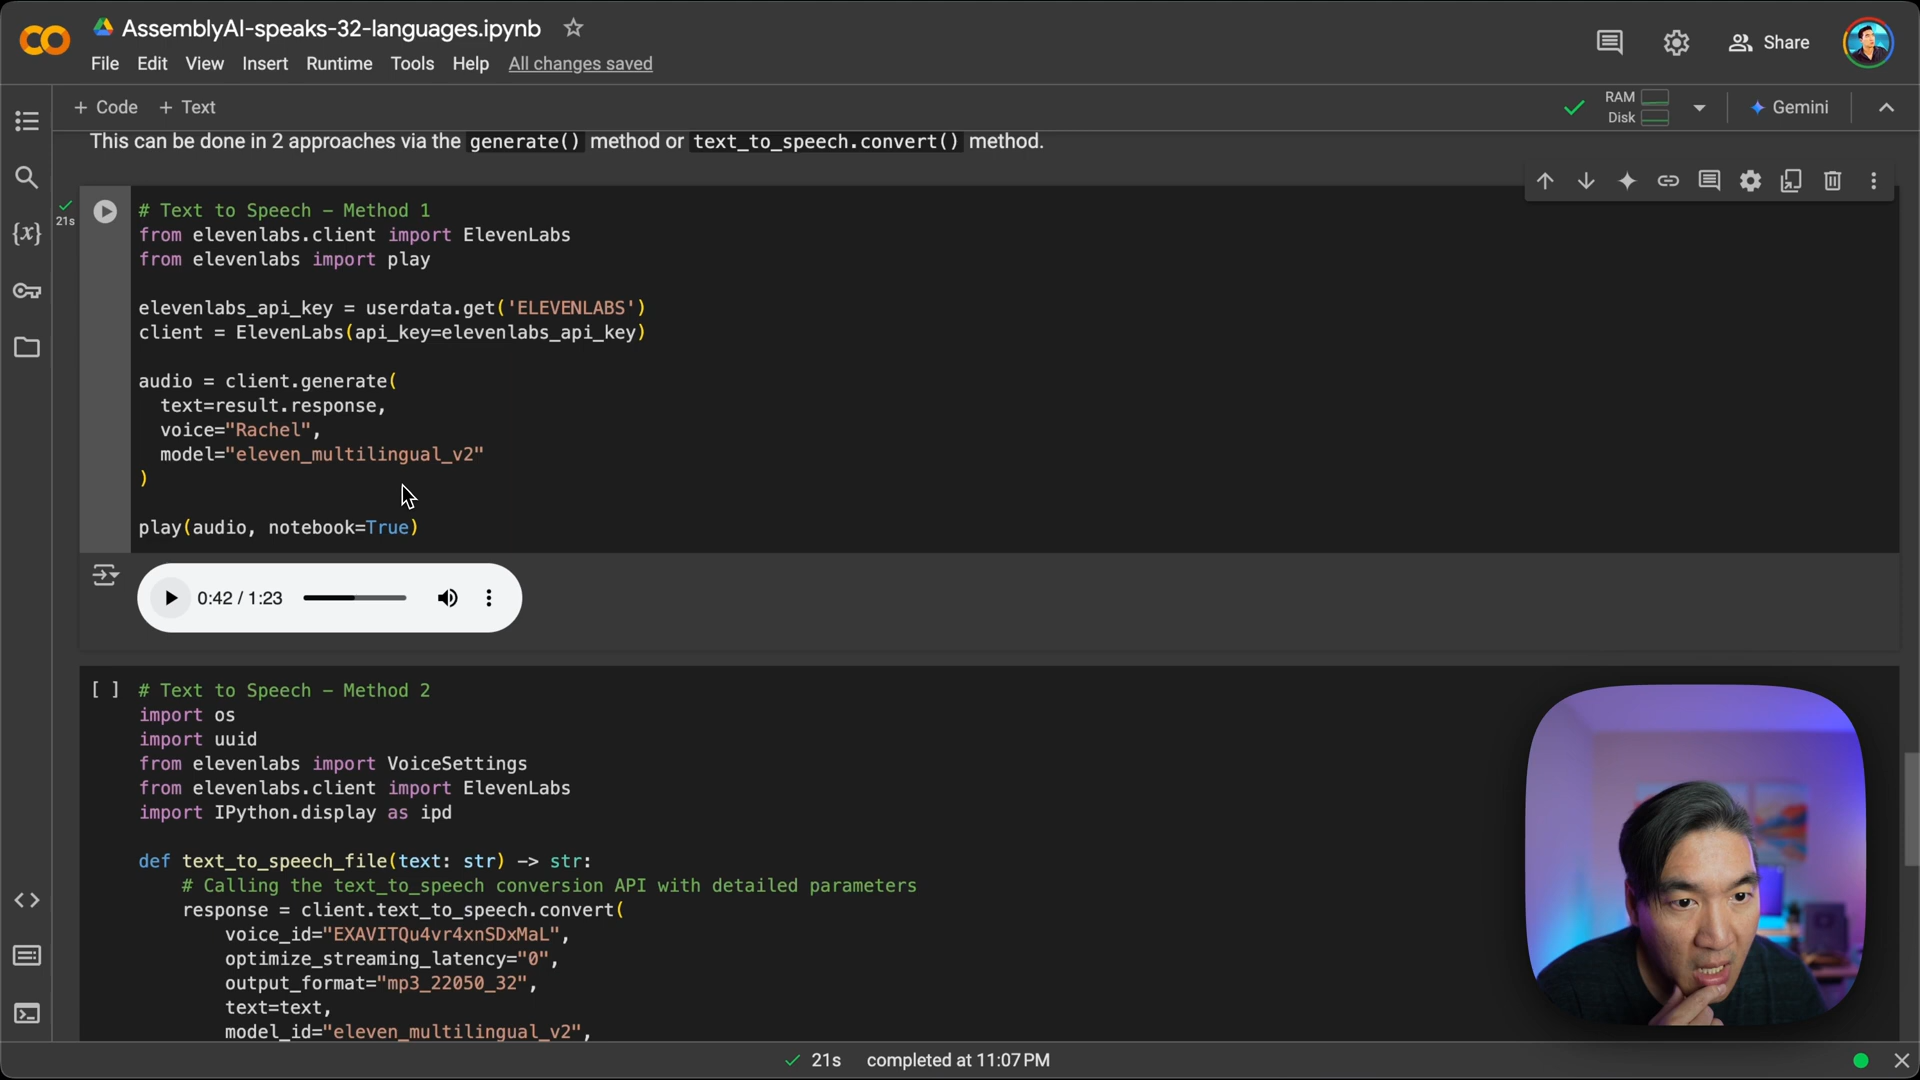 AssemblyAI-speaks-32-languages.ipynb
File Edit View Insert Runtime Tools Help All changes saved
Share
+ Code + Text
RAM
Disk
Gemini
This can be done in 2 approaches via the generate() method or text_to_speech.convert() method.
21s
# Text to Speech – Method 1
from elevenlabs.client import ElevenLabs
from elevenlabs import play
elevenlabs_api_key = userdata.get('ELEVENLABS')
client = ElevenLabs(api_key=elevenlabs_api_key)
audio = client.generate(
text=result.response,
voice="Rachel",
model="eleven_multilingual_v2"
)
play(audio, notebook=True)
0:42 / 1:23
[ ] # Text to Speech – Method 2
import os
import uuid
from elevenlabs import VoiceSettings
from elevenlabs.client import ElevenLabs
import IPython.display as ipd
def text_to_speech_file(text: str) -> str:
# Calling the text_to_speech conversion API with detailed parameters
response = client.text_to_speech.convert(
voice_id="EXAVITQu4vr4xnSDxMaL",
optimize_streaming_latency="0",
output_format="mp3_22050_32",
text=text,
model_id="eleven_multilingual_v2",
21s completed at 11:07 PM